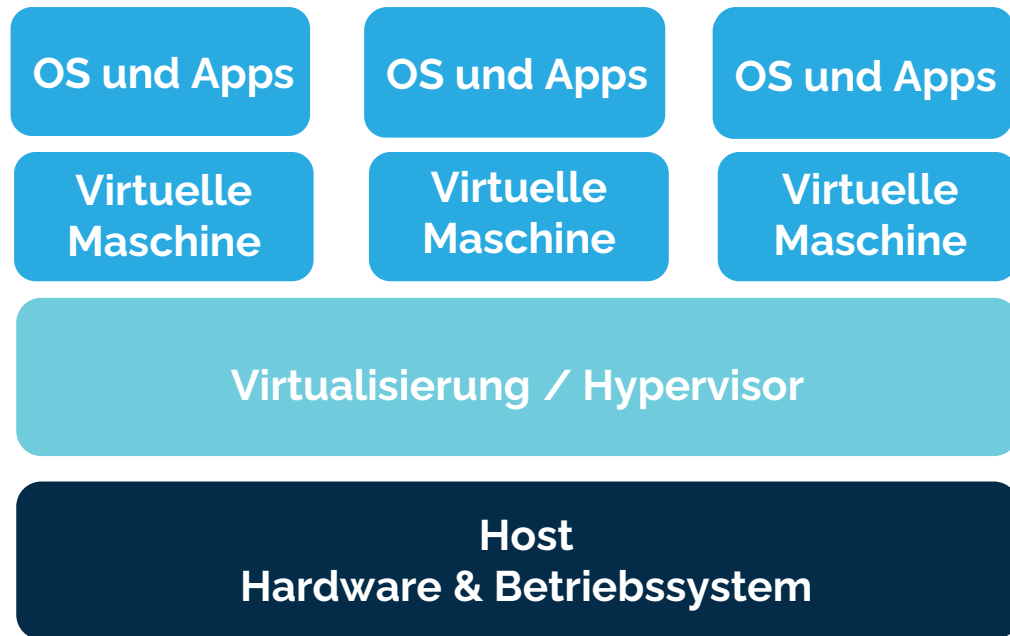 OS und Apps
OS und Apps
OS und Apps
Virtuelle
Maschine
Virtuelle
Maschine
Virtuelle
Maschine
Virtualisierung / Hypervisor
Host
Hardware & Betriebssystem